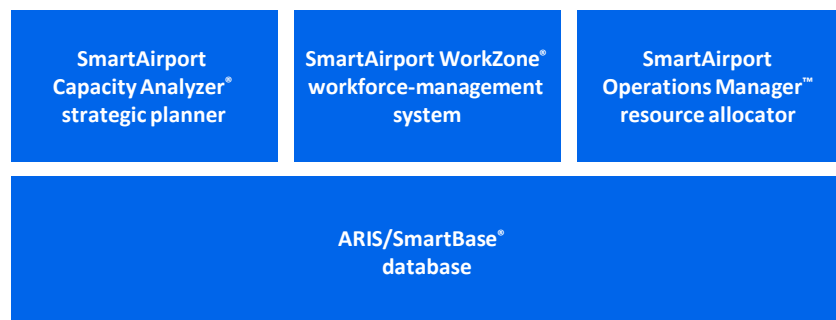 SmartAirport
Capacity Analyzer®
strategic planner
SmartAirport WorkZone®
workforce-management
system
SmartAirport
Operations Manager™
resource allocator
ARIS/SmartBase®
database